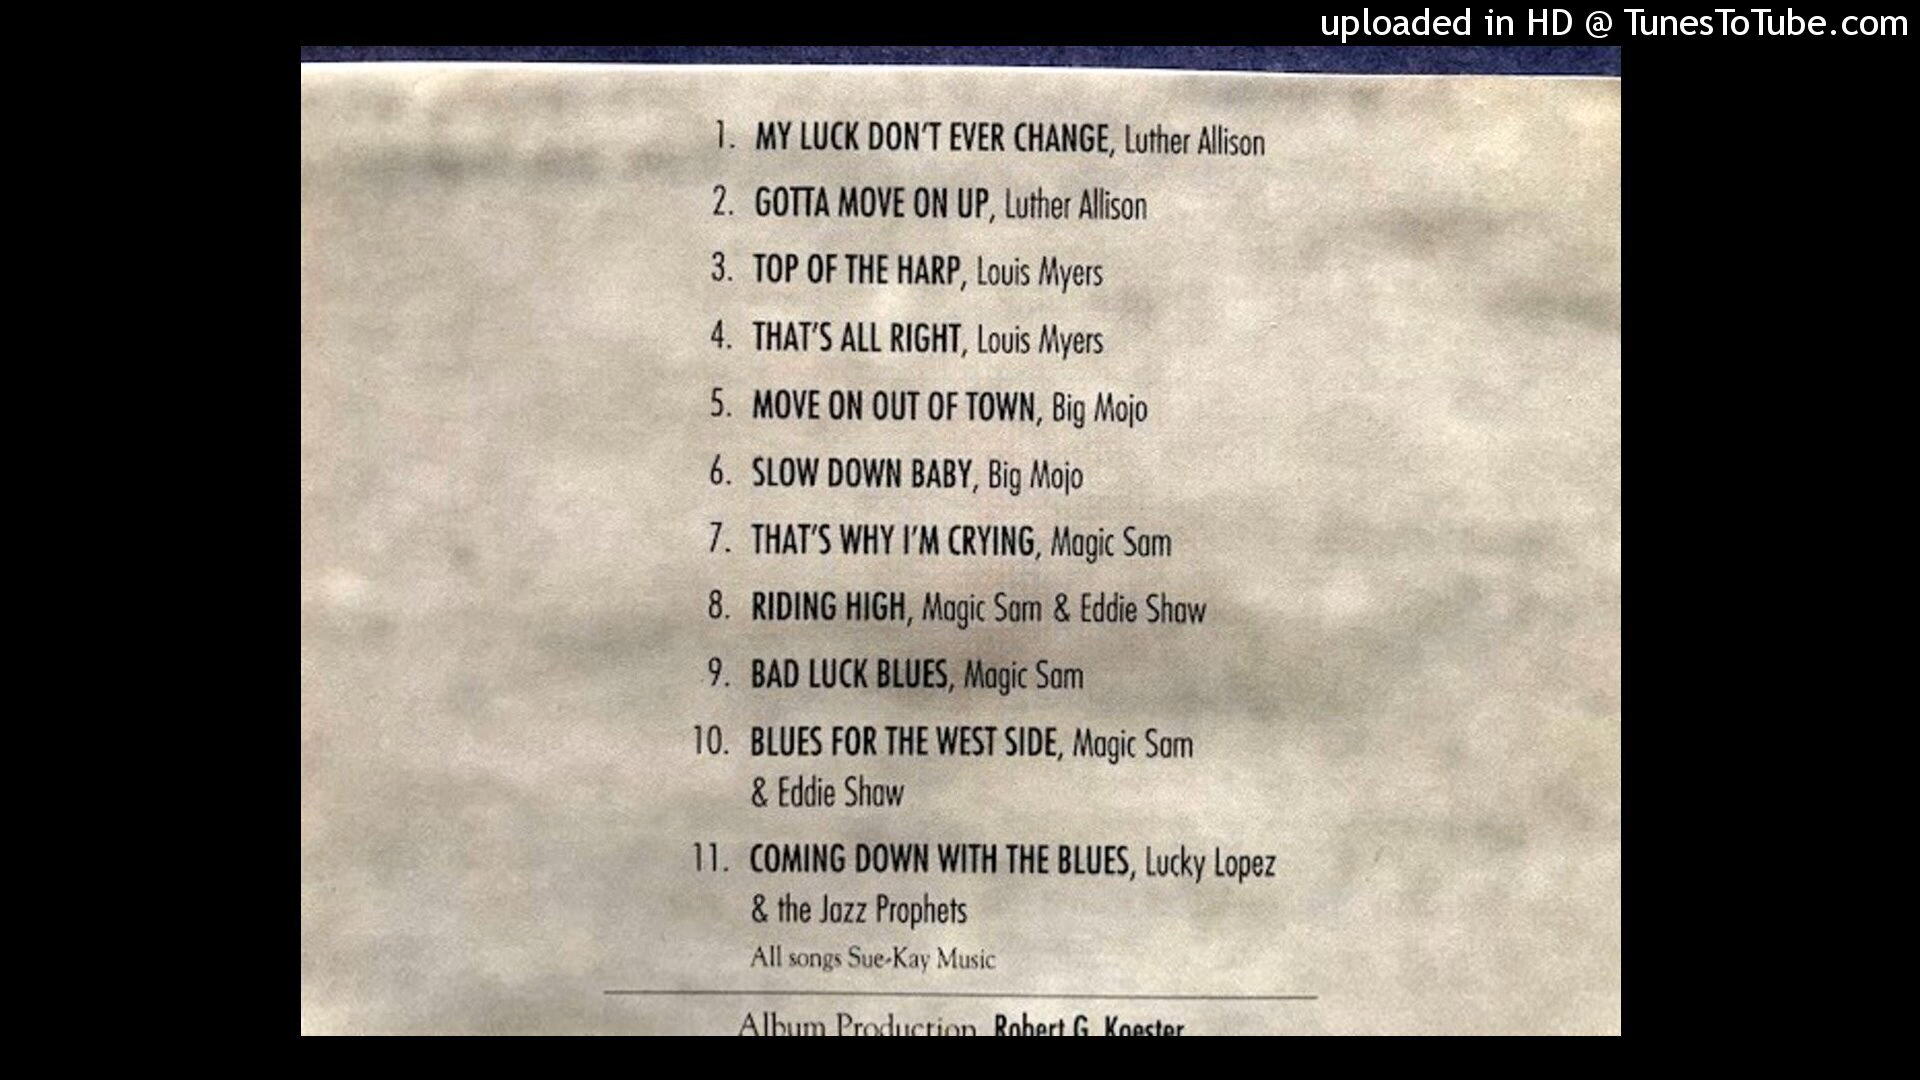 uploaded in HD @ TunesToTube.com
1. MY LUCK DON'T EVER CHANGE, Luther Allison
2. GOTTA MOVE ON UP, Luther Allison
3. TOP OF THE HARP, Louis Myers
4. THAT'S ALL RIGHT, Louis Myers
5. MOVE ON OUT OF TOWN, Big Mojo
6. SLOW DOWN BABY, Big Mojo
7. THAT'S WHY I'M CRYING, Magic Sam
8. RIDING HIGH, Magic Sam & Eddie Shaw
9. BAD LUCK BLUES, Magic Sam
10. BLUES FOR THE WEST SIDE, Magic Sam
& Eddie Shaw
11. COMING DOWN WITH THE BLUES, Lucky Lopez
& the Jazz Prophets
All songs Sue-Kay Music
Album Production Robert G. Koester